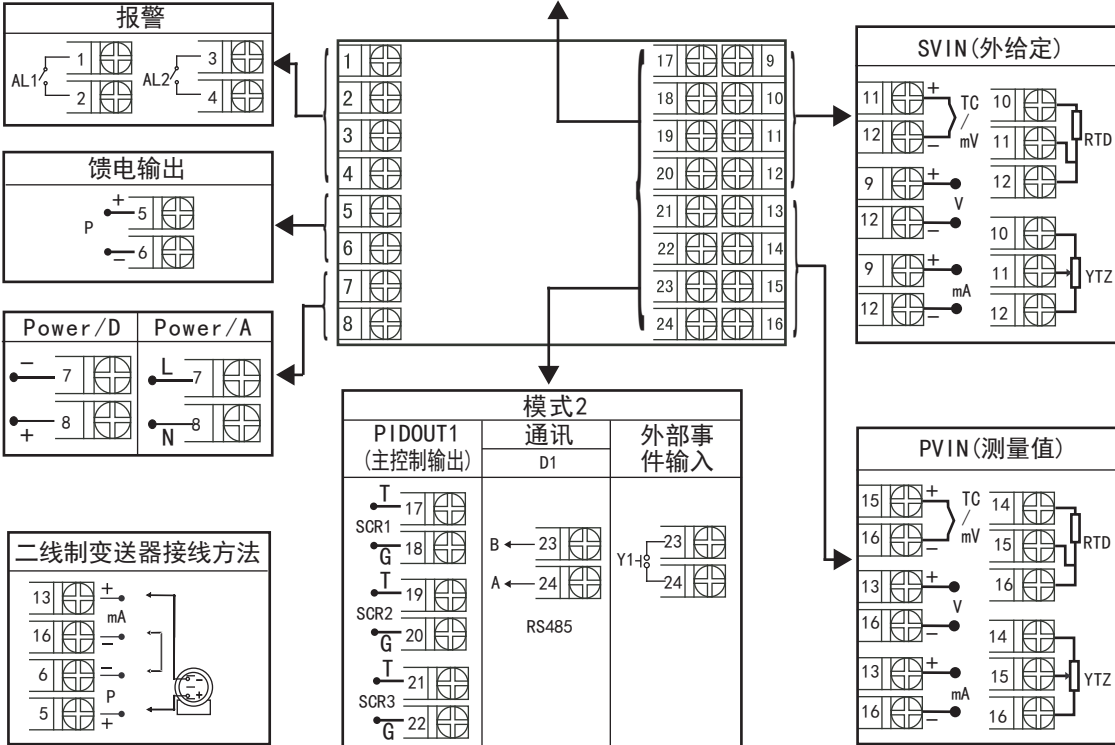 报警
AL1
1
2
AL2
3
4
馈电输出
P
+
5
−
6
Power/D
Power/A
−
7
+
8
L
7
N
8
二线制变送器接线方法
13
+
mA
16
−
6
−
P
5
+
1
2
3
4
5
6
7
8
17
9
18
10
19
11
20
12
21
13
22
14
23
15
24
16
模式2
PIDOUT1
(主控制输出)
通讯
D1
外部事
件输入
T
17
SCR1
G
18
T
19
SCR2
G
20
T
21
SCR3
G
22
B
23
A
24
RS485
Y1
23
24
SVIN(外给定)
11
+
TC
/
mV
12
−
10
11
RTD
12
9
+
V
12
−
9
+
mA
12
−
10
11
YTZ
12
PVIN(测量值)
15
+
TC
/
mV
16
−
14
15
RTD
16
13
+
V
16
−
13
+
mA
16
−
14
15
YTZ
16